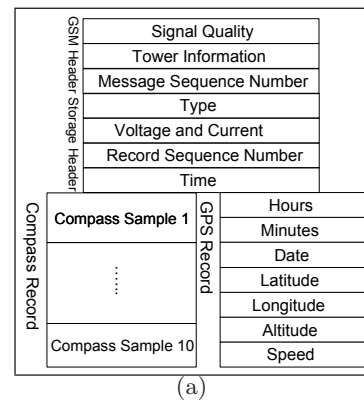 GSM Header
Storage Header
Signal Quality
Tower Information
Message Sequence Number
Type
Voltage and Current
Record Sequence Number
Time
Compass Record
Compass Sample 1
.......
Compass Sample 10
GPS Record
Hours
Minutes
Date
Latitude
Longitude
Altitude
Speed
(a)